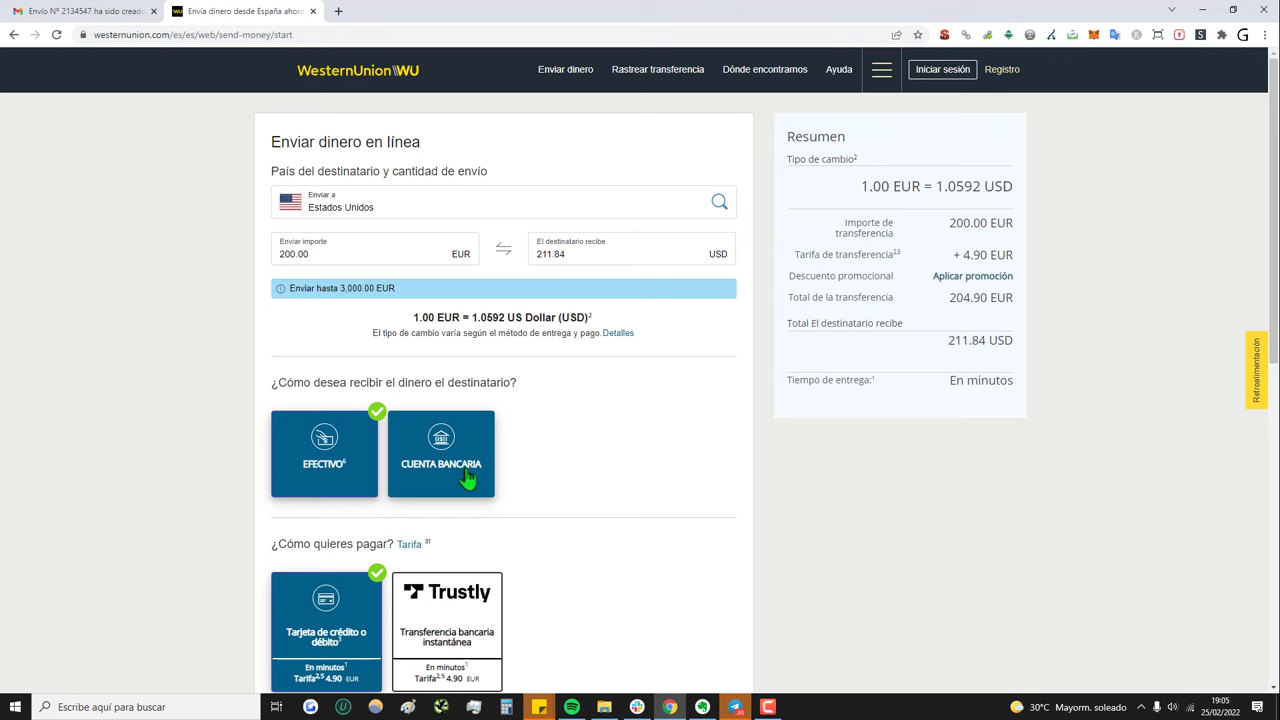 Envío Nº 2134547 ha sido cread
Envía dinero desde España ahor
westernunion.com/es/es/web/send-money/start
WesternUnion WU
Enviar dinero
Rastrear transferencia
Dónde encontrarnos
Ayuda
Iniciar sesión
Registro
Enviar dinero en línea
País del destinatario y cantidad de envío
Enviar a
Estados Unidos
Enviar importe
200.00 EUR
El destinatario recibe
211.84 USD
Enviar hasta 3,000.00 EUR
1.00 EUR = 1.0592 US Dollar (USD)²
El tipo de cambio varía según el método de entrega y pago. Detalles
¿Cómo desea recibir el dinero el destinatario?
EFECTIVO⁶
CUENTA BANCARIA
¿Cómo quieres pagar? Tarifa ³¹
Tarjeta de crédito o
débito³
En minutos¹
Tarifa²,⁵ 4.90 EUR
Trustly
Transferencia bancaria
instantánea
En minutos¹
Tarifa²,⁵ 4.90 EUR
Resumen
Tipo de cambio²
1.00 EUR = 1.0592 USD
Importe de
transferencia
200.00 EUR
Tarifa de transferencia²,⁵
+ 4.90 EUR
Descuento promocional
Aplicar promoción
Total de la transferencia
204.90 EUR
Total El destinatario recibe
211.84 USD
Tiempo de entrega:¹
En minutos
Retroalimentación
Escribe aquí para buscar
30°C Mayorm. soleado
19:05
25/02/2022